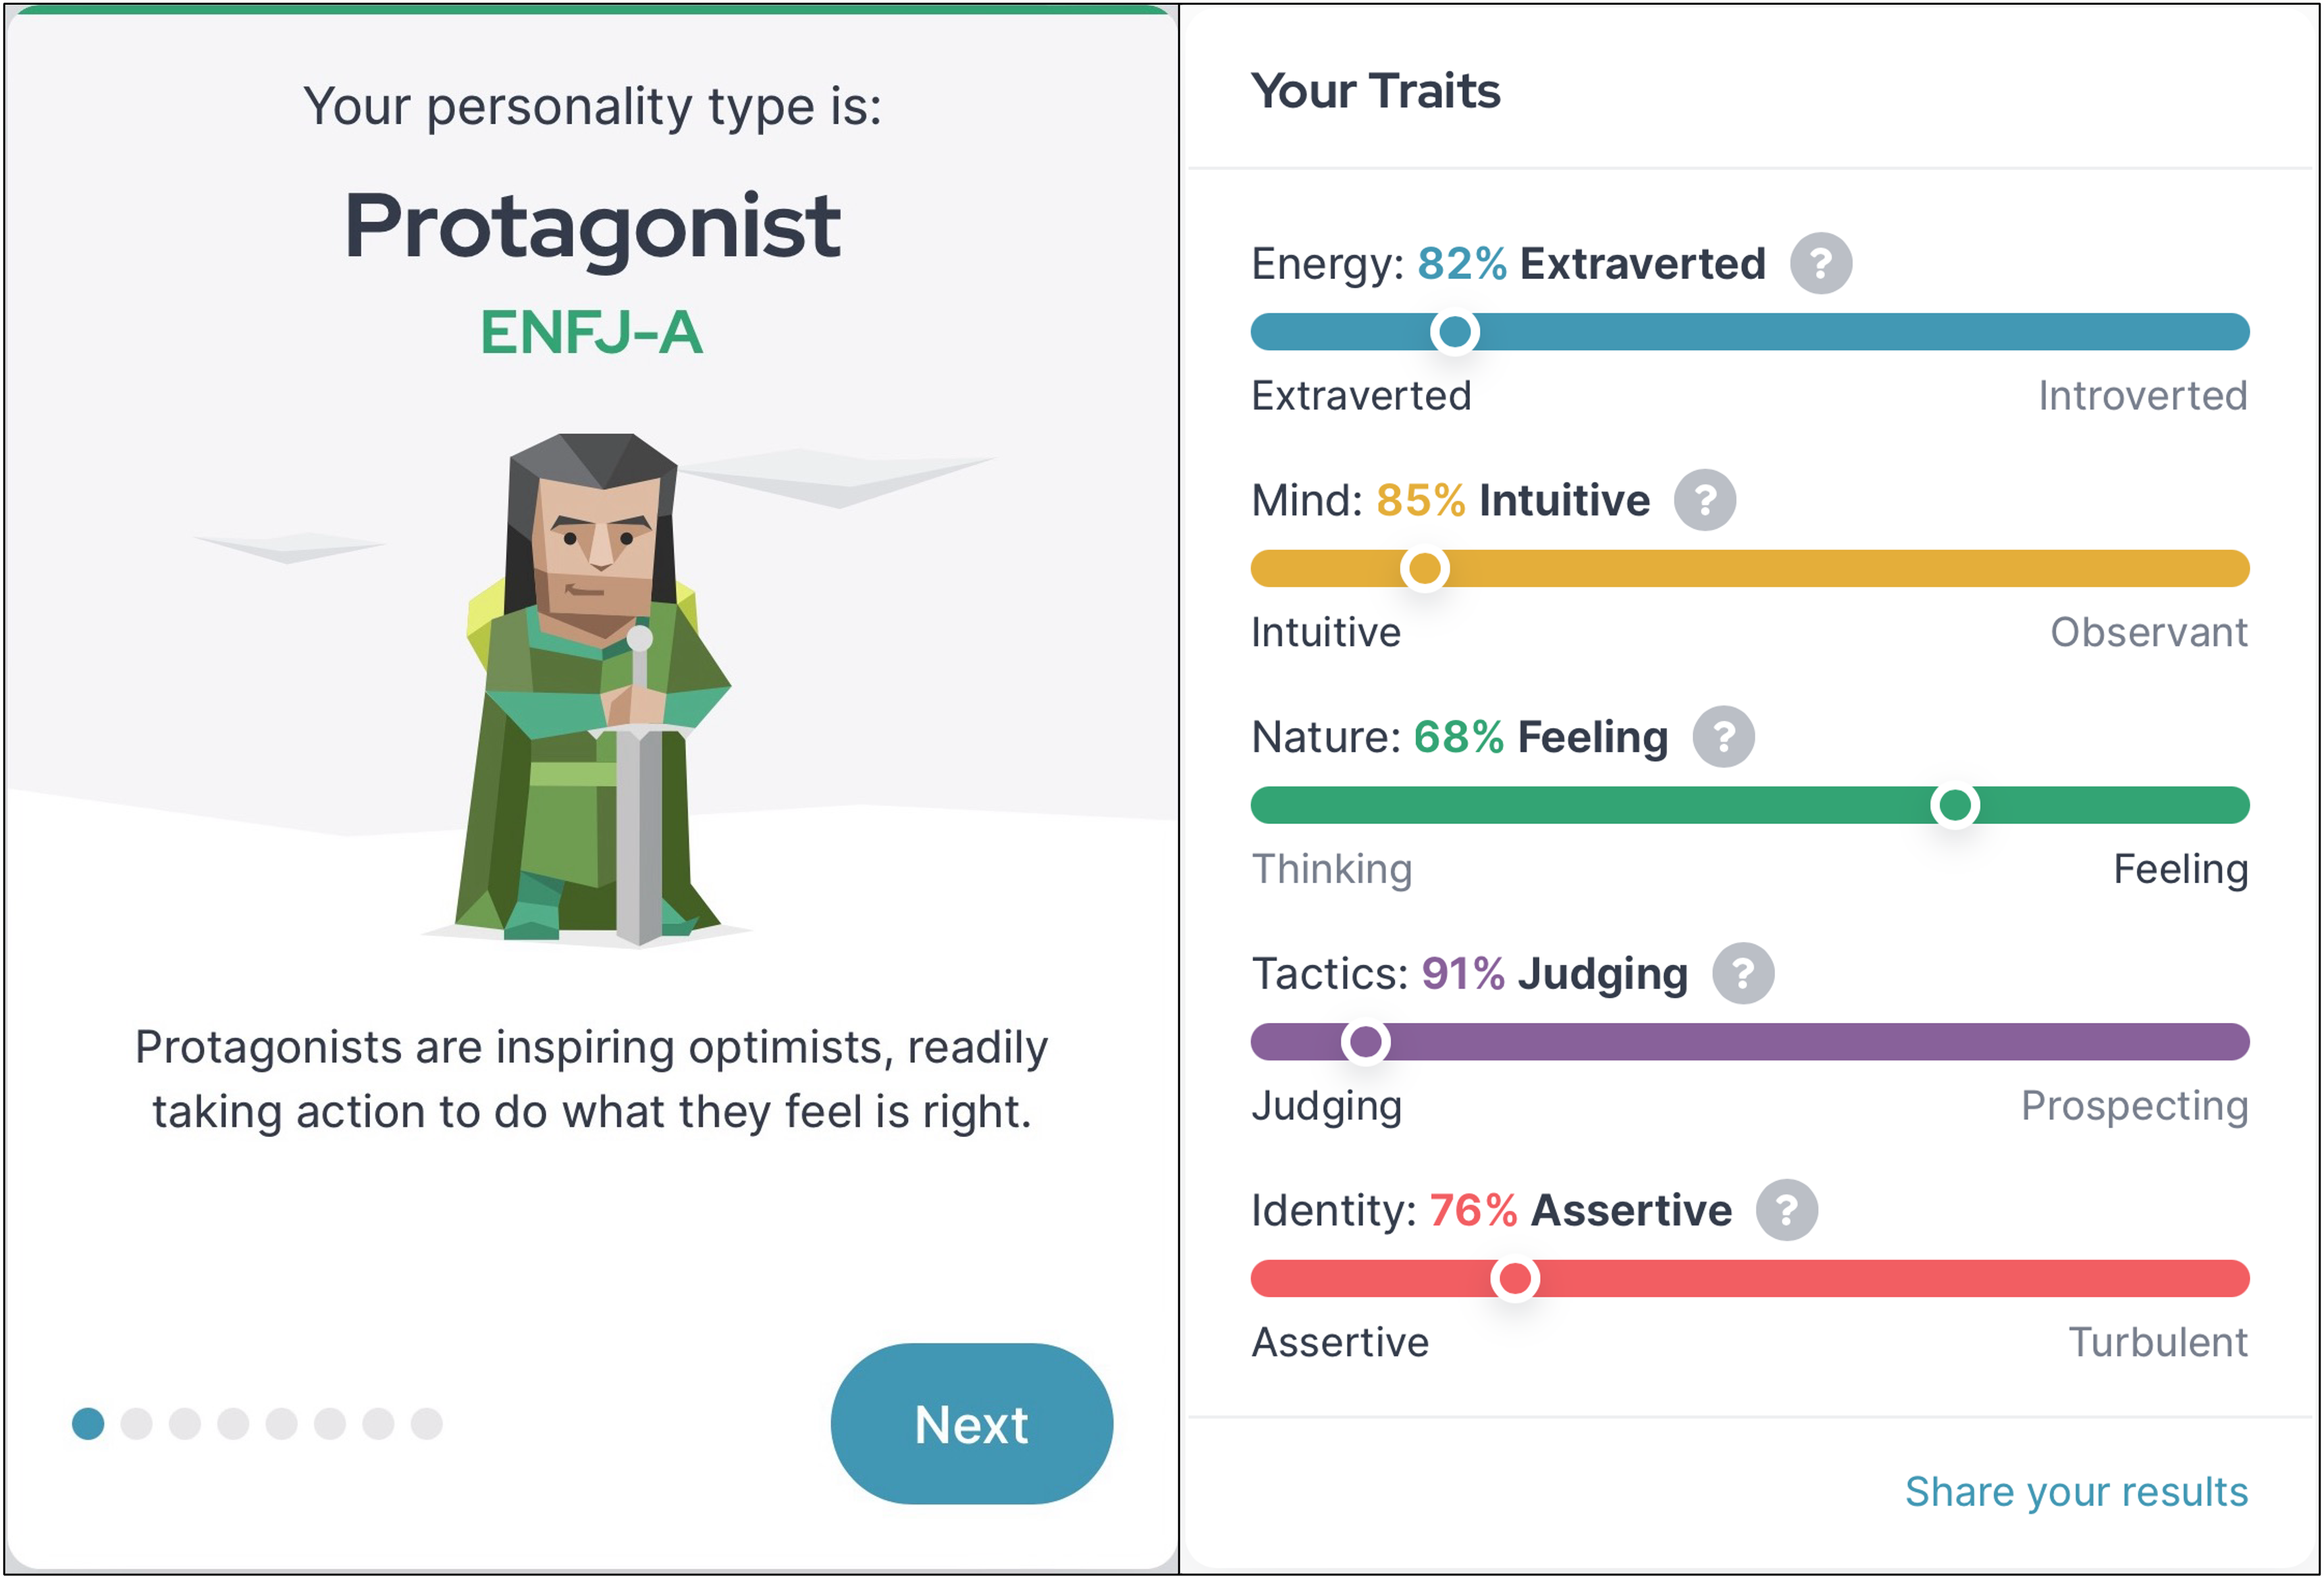 Your personality type is:
Protagonist
ENFJ-A
Protagonists are inspiring optimists, readily
taking action to do what they feel is right.
Next
Your Traits
Energy: 82% Extraverted ?
Extraverted Introverted
Mind: 85% Intuitive ?
Intuitive Observant
Nature: 68% Feeling ?
Thinking Feeling
Tactics: 91% Judging ?
Judging Prospecting
Identity: 76% Assertive ?
Assertive Turbulent
Share your results